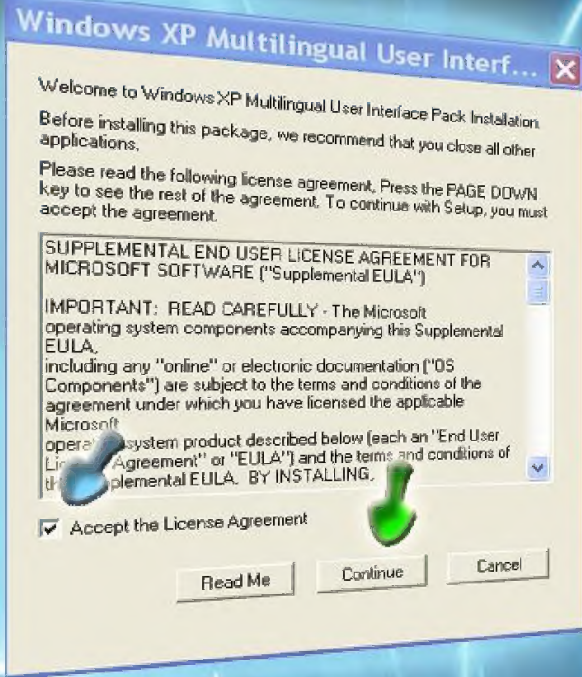 Windows XP Multilingual User Interf...
Welcome to Windows XP Multilingual User Interface Pack Installation.
Before installing this package, we recommend that you close all other
applications.
Please read the following license agreement. Press the PAGE DOWN
key to see the rest of the agreement. To continue with Setup, you must
accept the agreement.
SUPPLEMENTAL END USER LICENSE AGREEMENT FOR
MICROSOFT SOFTWARE ("Supplemental EULA")
IMPORTANT: READ CAREFULLY - The Microsoft
operating system components accompanying this Supplemental
EULA,
including any "online" or electronic documentation ("OS
Components") are subject to the terms and conditions of the
agreement under which you have licensed the applicable
Microsoft
system product described below (each an "End User
Agreement" or "EULA") and the terms and conditions of
EULA. BY INSTALLING,
Accept the License Agreement
Read Me
Continue
Cancel